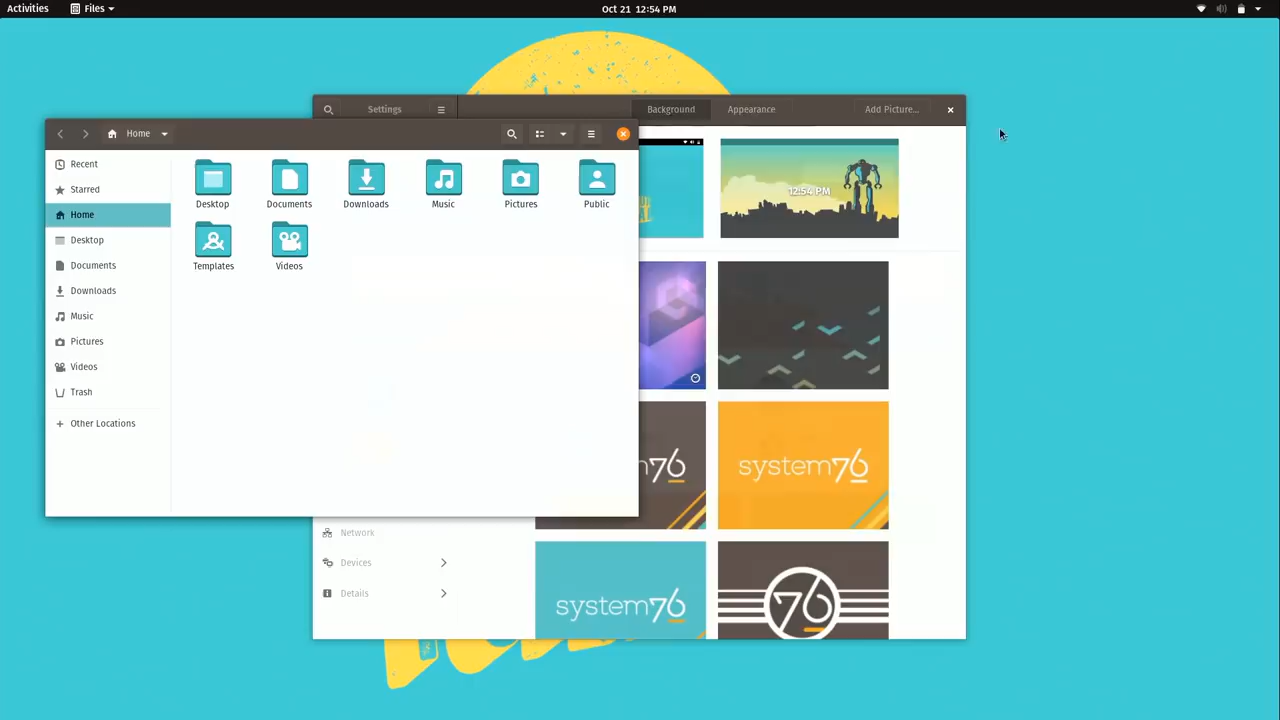 Activities Files Oct 21 12:54 PM
Settings Background Appearance Add Picture...
Home
Recent
Starred
Home
Desktop
Documents
Downloads
Music
Pictures
Videos
Trash
Other Locations
Desktop Documents Downloads Music Pictures Public
Templates Videos
12:54 PM
76 system76
Network
Devices
Details
system76 76